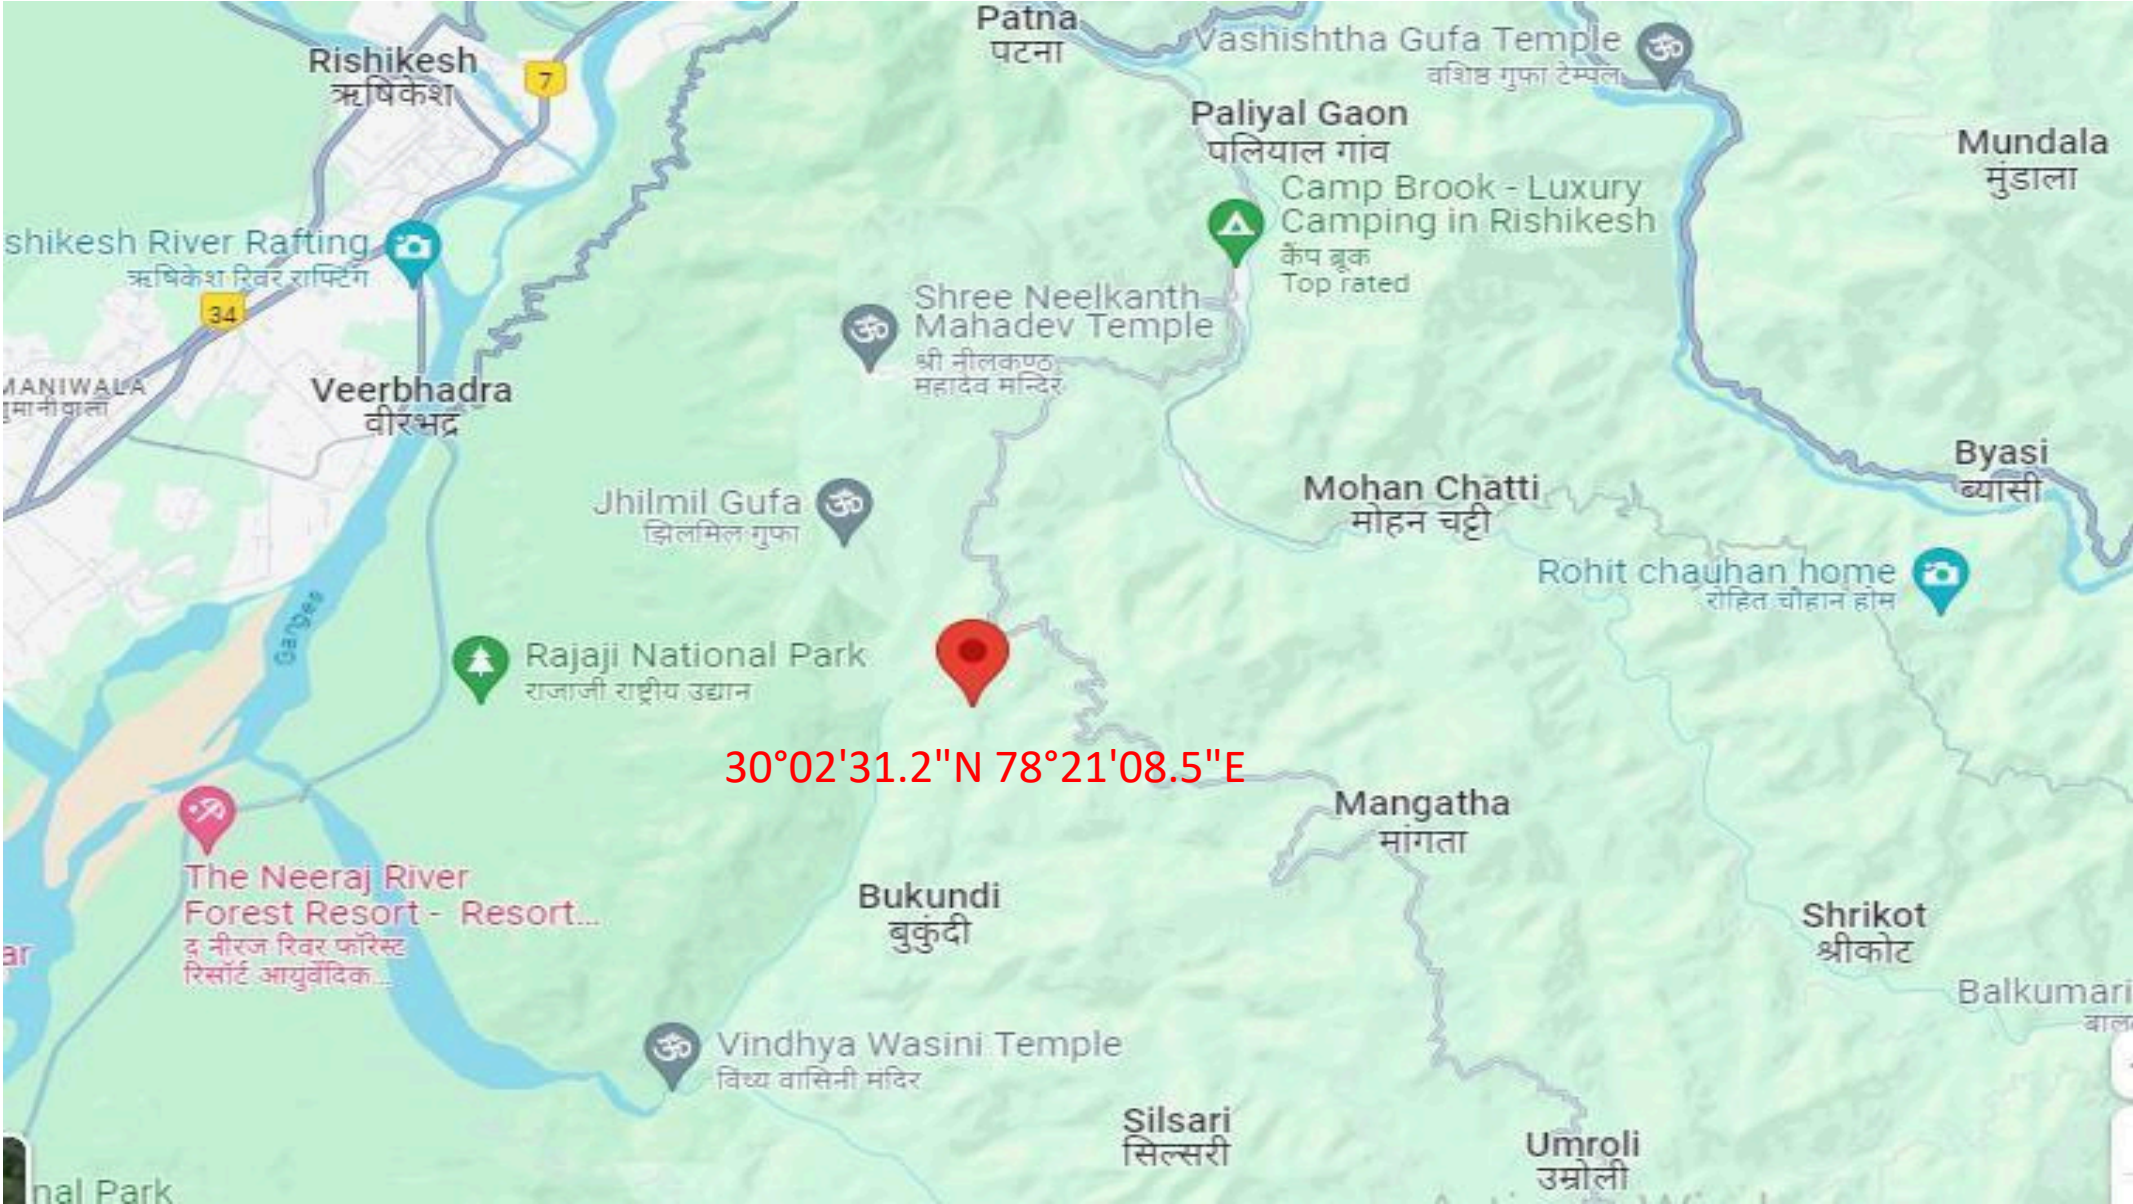 Patna
पटना
Vashishtha Gufa Temple
वशिष्ठ गुफा टेम्पल
Rishikesh
ऋषिकेश
7
Paliyal Gaon
पलियाल गांव
Mundala
मुंडाला
Camp Brook - Luxury
Camping in Rishikesh
कैंप ब्रूक
Top rated
shikesh River Rafting
ऋषिकेश रिवर राफ्टिंग
34
Shree Neelkanth
Mahadev Temple
श्री नीलकण्ठ
महादेव मन्दिर
MANIWALA
ुमानीवाला
Veerbhadra
वीरभद्र
Byasi
ब्यासी
Jhilmil Gufa
झिलमिल गुफा
Mohan Chatti
मोहन चट्टी
Rohit chauhan home
रोहित चौहान होम
Ganges
Rajaji National Park
राजाजी राष्ट्रीय उद्यान
30°02'31.2"N 78°21'08.5"E
Mangatha
मांगता
The Neeraj River
Forest Resort - Resort...
द नीरज रिवर फॉरेस्ट
रिसॉर्ट आयुर्वेदिक...
ar
Bukundi
बुकुंदी
Shrikot
श्रीकोट
Balkumari
बाल
Vindhya Wasini Temple
विंध्य वासिनी मंदिर
Silsari
सिल्सरी
Umroli
उम्रोली
nal Park